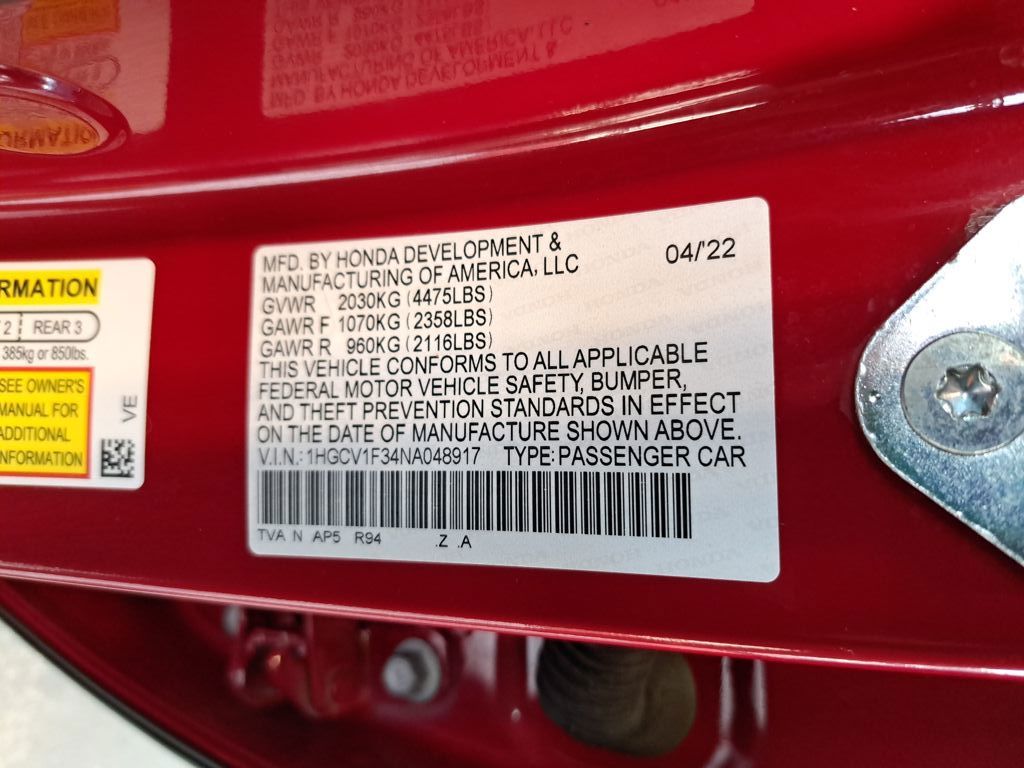 RMATION
2 REAR 3
385kg or 850lbs.
SEE OWNER'S
MANUAL FOR
ADDITIONAL
INFORMATION
VE
MFD. BY HONDA DEVELOPMENT &
MANUFACTURING OF AMERICA, LLC
04/'22
GVWR 2030KG (4475LBS)
GAWR F 1070KG (2358LBS)
GAWR R 960KG (2116LBS)
THIS VEHICLE CONFORMS TO ALL APPLICABLE
FEDERAL MOTOR VEHICLE SAFETY, BUMPER,
AND THEFT PREVENTION STANDARDS IN EFFECT
ON THE DATE OF MANUFACTURE SHOWN ABOVE.
V.I.N.: 1HGCV1F34NA048917 TYPE: PASSENGER CAR
TVA N AP5 R94 .Z .A